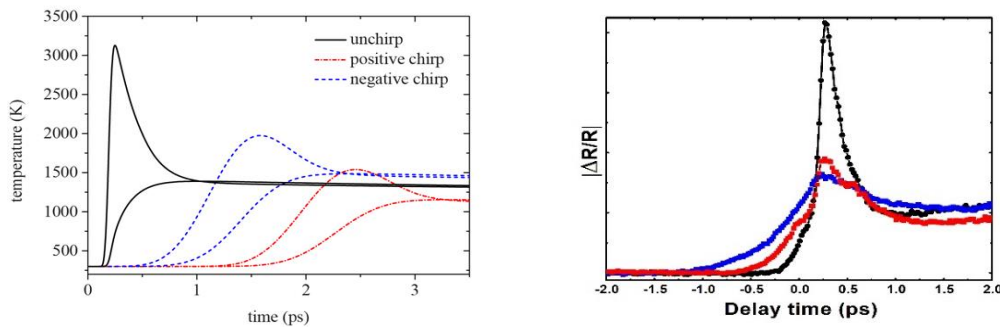 3500
3000
2500
2000
1500
1000
500
temperature (K)
unchirp
positive chirp
negative chirp
0 1 2 3
time (ps)
|ΔR/R|
-2.0 -1.5 -1.0 -0.5 0.0 0.5 1.0 1.5 2.0
Delay time (ps)